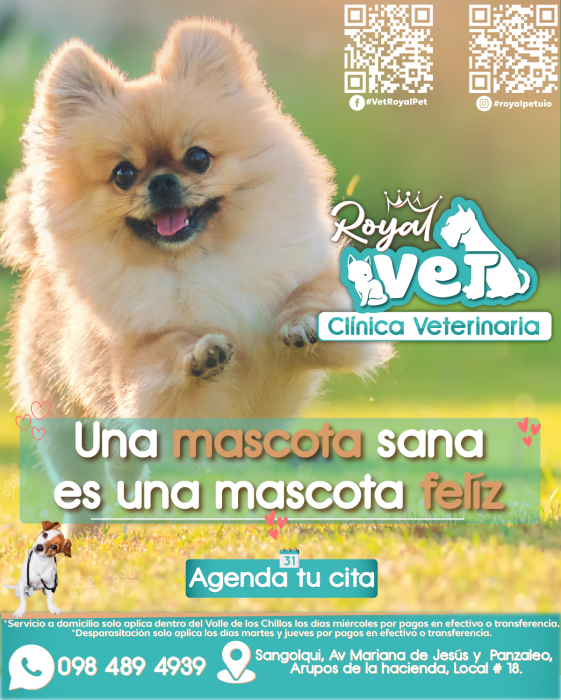 #VetRoyalPet
#royalpetuio
Royal
Vet
Clínica Veterinaria
Una mascota sana
es una mascota feliz
31
Agenda tu cita
*Servicio a domicilio solo aplica dentro del Valle de los Chillos los días miércoles por pagos en efectivo o transferencia.
*Desparasitación solo aplica los días martes y jueves por pagos en efectivo o transferencia.
098 489 4939
Sangolqui, Av Mariana de Jesús y Panzaleo,
Arupos de la hacienda, Local # 18.